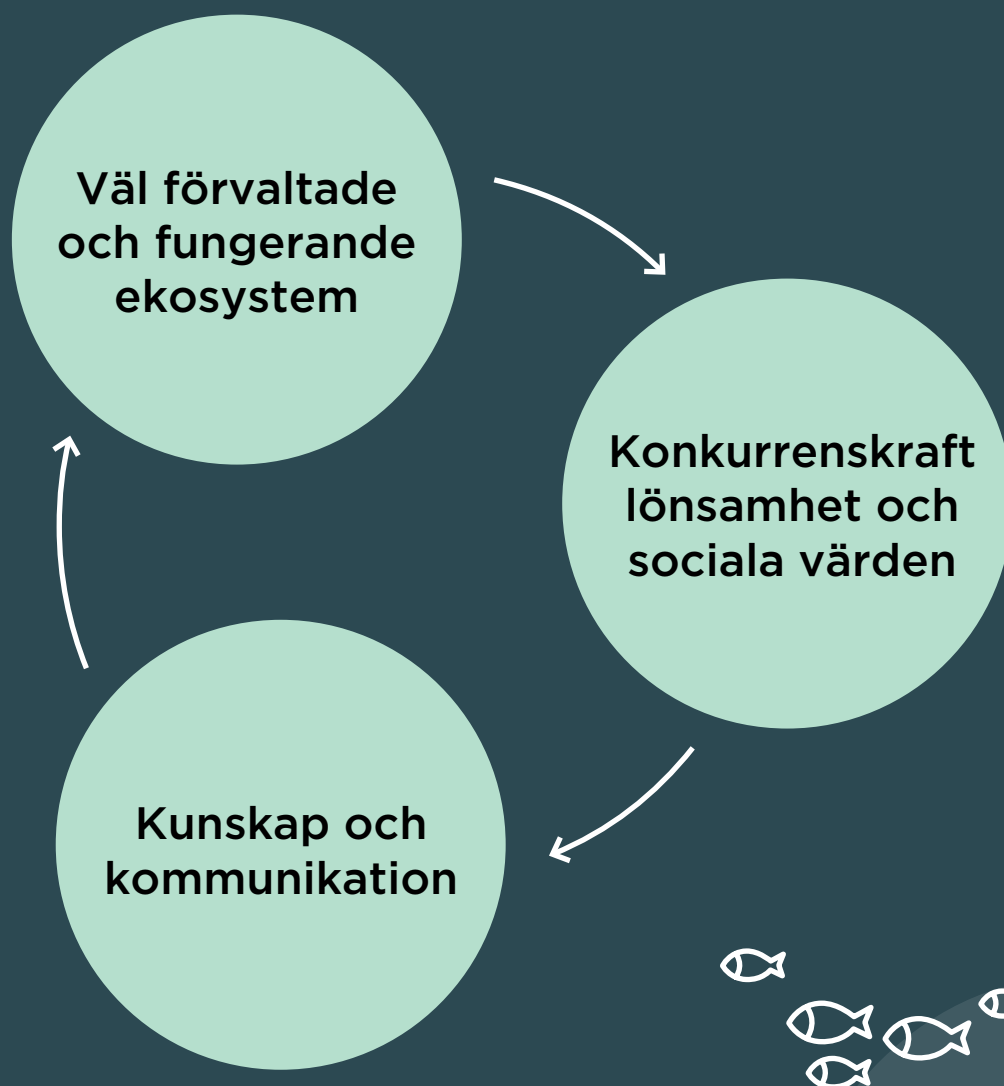 Väl förvaltade
och fungerande
ekosystem
Konkurrenskraft
lönsamhet och
sociala värden
Kunskap och
kommunikation